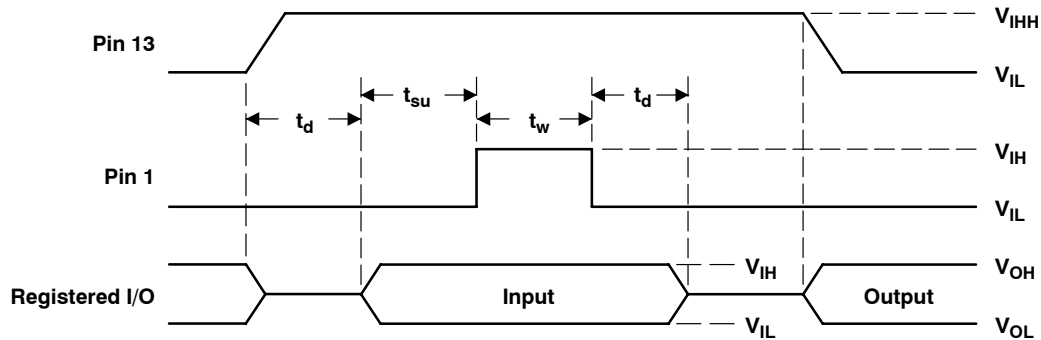 Pin 13
V_IHH
V_IL
t_d
t_su
t_w
t_d
Pin 1
V_IH
V_IL
Registered I/O
Input
V_IH
V_IL
Output
V_OH
V_OL